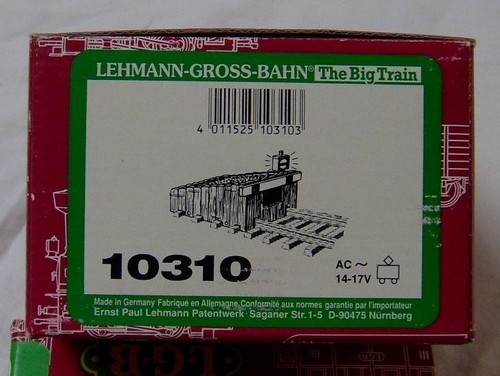 LEHMANN-GROSS-BAHN® The Big Train
4 011525 103103
10310
AC ~
14-17V
Made in Germany Fabriqué en Allemagne Conformité aux normes garantie par l'importateur
Ernst Paul Lehmann Patentwerk Saganer Str. 1-5 D-90475 Nürnberg
LGB